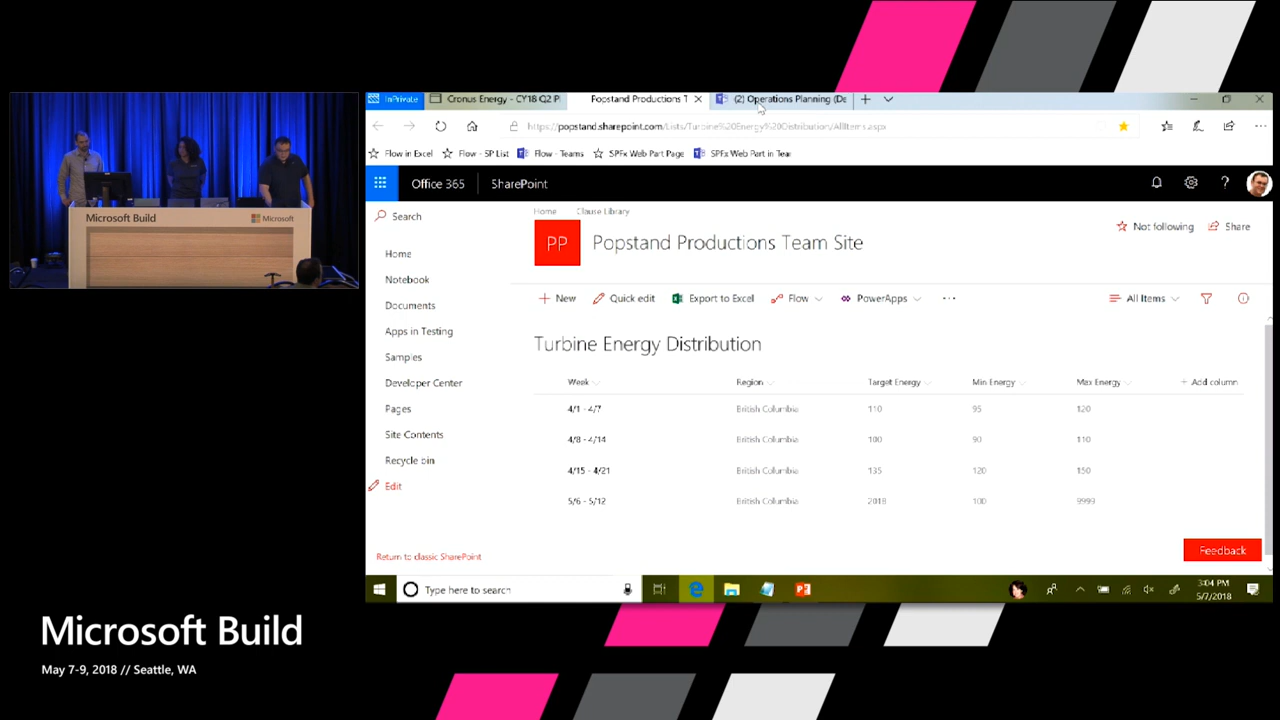 InPrivate
Cronus Energy - CY18 Q2 Pl
Popstand Productions T
(2) Operations Planning (De
https://popstand.sharepoint.com/Lists/Turbine%20Energy%20Distribution/AllItems.aspx
Flow in Excel
Flow - SP List
Flow - Teams
SPFx Web Part Page
SPFx Web Part in Tear
Office 365
SharePoint
Search
Home
Notebook
Documents
Apps in Testing
Samples
Developer Center
Pages
Site Contents
Recycle bin
Edit
Return to classic SharePoint
Home Clause Library
PP
Popstand Productions Team Site
Not following
Share
New Quick edit Export to Excel Flow PowerApps
All Items
Turbine Energy Distribution
Week Region Target Energy Min Energy Max Energy + Add column
4/1 - 4/7 British Columbia 110 95 120
4/8 - 4/14 British Columbia 100 90 110
4/15 - 4/21 British Columbia 135 120 150
5/6 - 5/12 British Columbia 2018 100 9999
Feedback
Type here to search
3:04 PM
5/7/2018
Microsoft Build
Microsoft
Microsoft Build
May 7-9, 2018 // Seattle, WA